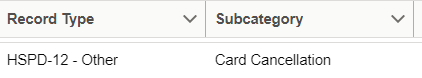 Record Type Subcategory
HSPD-12 - Other Card Cancellation